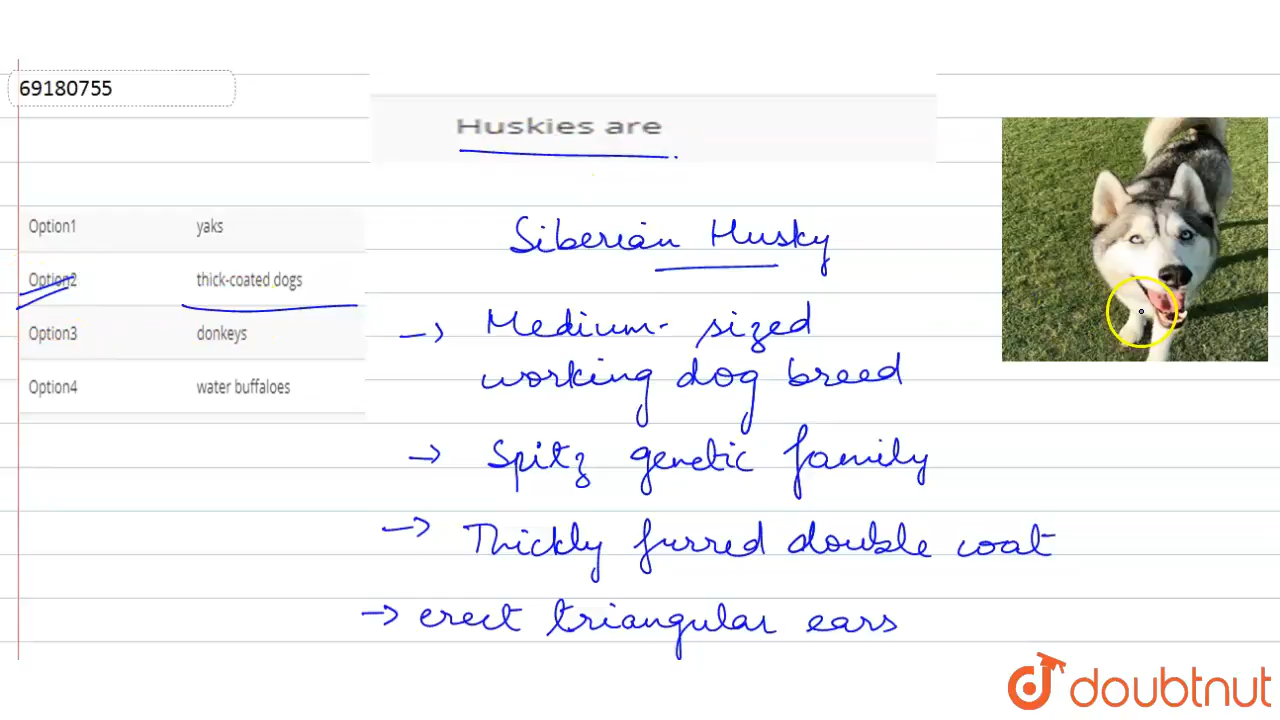 69180755
Huskies are
Option1 yaks
Option2 thick-coated dogs
Option3 donkeys
Option4 water buffaloes
Siberian Husky
→ Medium-sized
working dog breed
→ Spitz genetic family
→ Thickly furred double coat
→ erect triangular ears
doubtnut